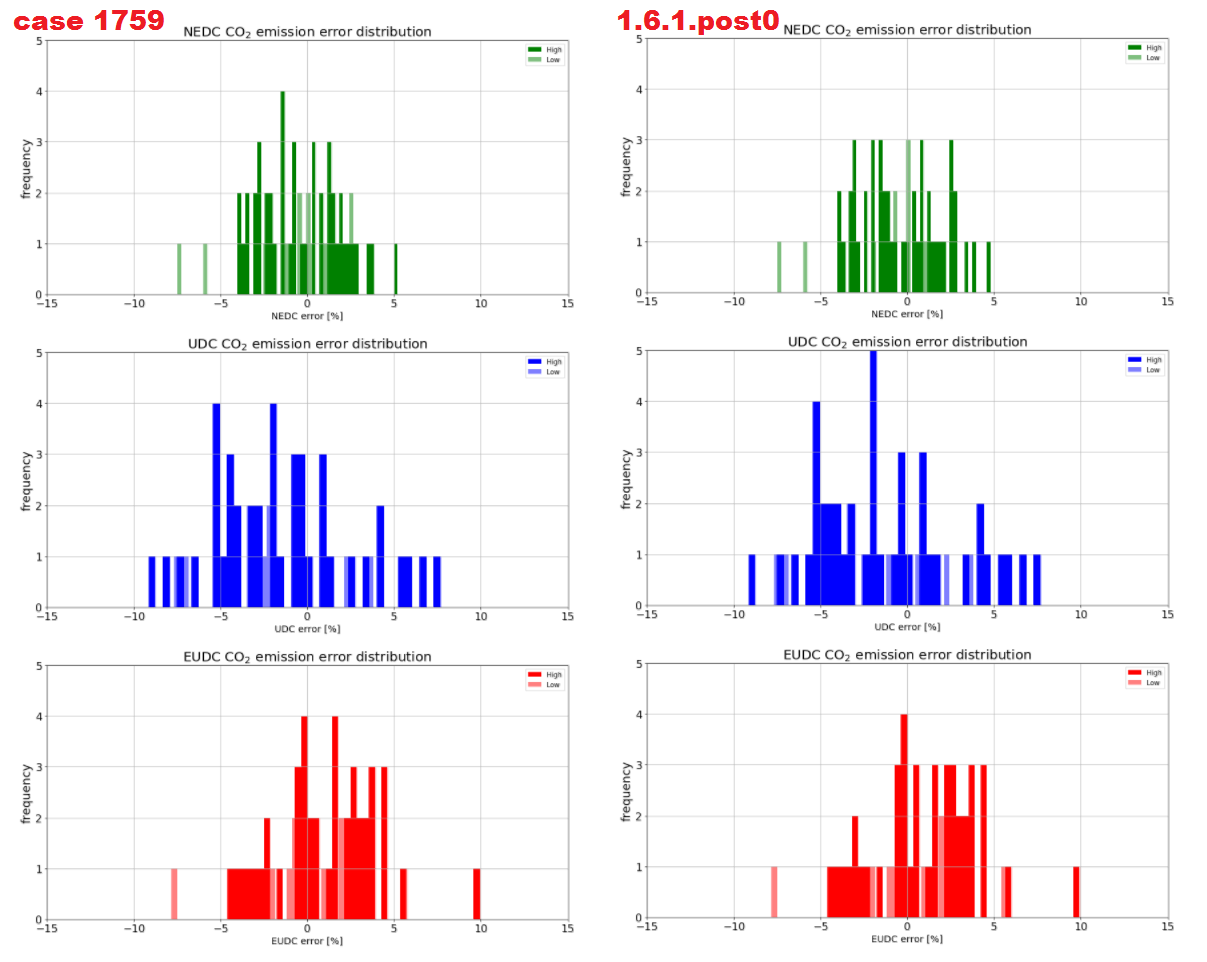 case 1759
1.6.1.post0
NEDC CO₂ emission error distribution
High
Low
frequency
5
4
3
2
1
0
−15
−10
−5
0
5
10
15
NEDC error [%]
NEDC CO₂ emission error distribution
High
Low
frequency
5
4
3
2
1
0
−15
−10
−5
0
5
10
15
NEDC error [%]
UDC CO₂ emission error distribution
High
Low
frequency
5
4
3
2
1
0
−15
−10
−5
0
5
10
15
UDC error [%]
UDC CO₂ emission error distribution
High
Low
frequency
5
4
3
2
1
0
−15
−10
−5
0
5
10
15
UDC error [%]
EUDC CO₂ emission error distribution
High
Low
frequency
5
4
3
2
1
0
−15
−10
−5
0
5
10
15
EUDC error [%]
EUDC CO₂ emission error distribution
High
Low
frequency
5
4
3
2
1
0
−15
−10
−5
0
5
10
15
EUDC error [%]